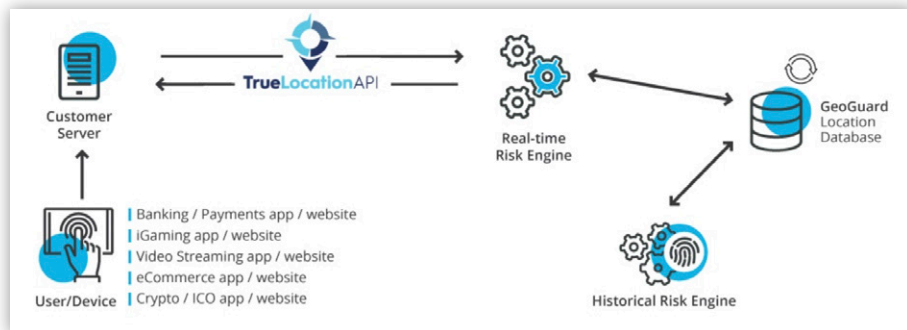 TrueLocationAPI
Customer
Server
Real-time
Risk Engine
GeoGuard
Location
Database
User/Device
Banking / Payments app / website
iGaming app / website
Video Streaming app / website
eCommerce app / website
Crypto / ICO app / website
Historical Risk Engine